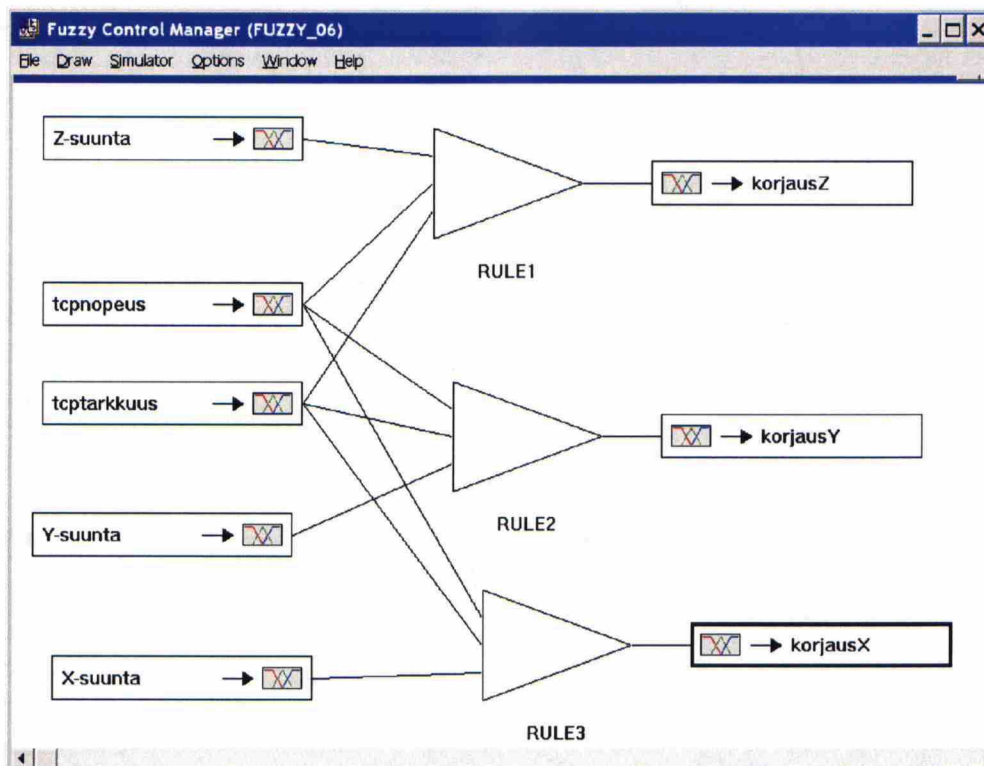 Fuzzy Control Manager (FUZZY_06)
File Draw Simulator Options Window Help
Z-suunta
korjausZ
RULE1
tcpnopeus
tcptarkkuus
korjausY
Y-suunta
RULE2
korjausX
X-suunta
RULE3